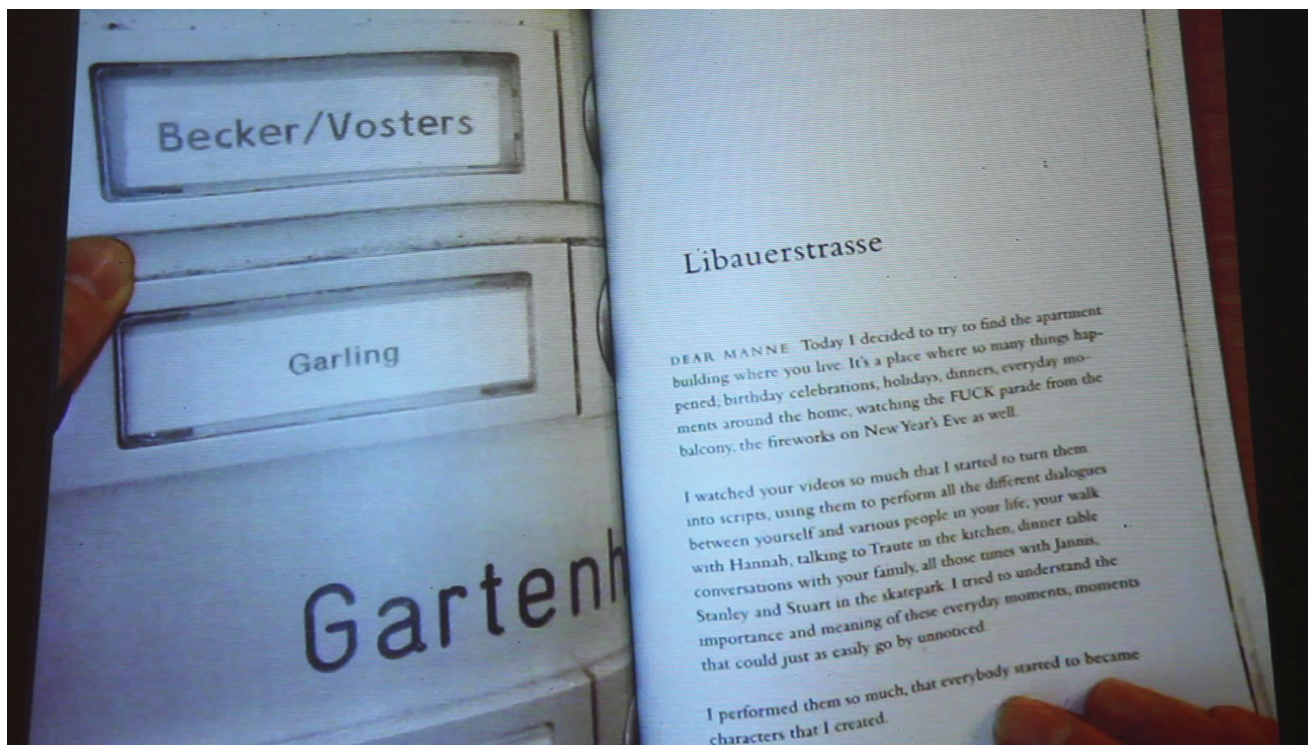 Becker/Vosters
Garling
Gartenh
Libauerstrasse
DEAR MANNE Today I decided to try to find the apartment
building where you live. It's a place where so many things hap-
pened; birthday celebrations, holidays, dinners, everyday mo-
ments around the home, watching the FUCK parade from the
balcony, the fireworks on New Year's Eve as well.
I watched your videos so much that I started to turn them
into scripts, using them to perform all the different dialogues
between yourself and various people in your life, your walk
with Hannah, talking to Traute in the kitchen, dinner table
conversations with your family, all those times with Jannis,
Stanley and Stuart in the skatepark. I tried to understand the
importance and meaning of these everyday moments, moments
that could just as easily go by unnoticed.
I performed them so much, that everybody started to became
characters that I created.